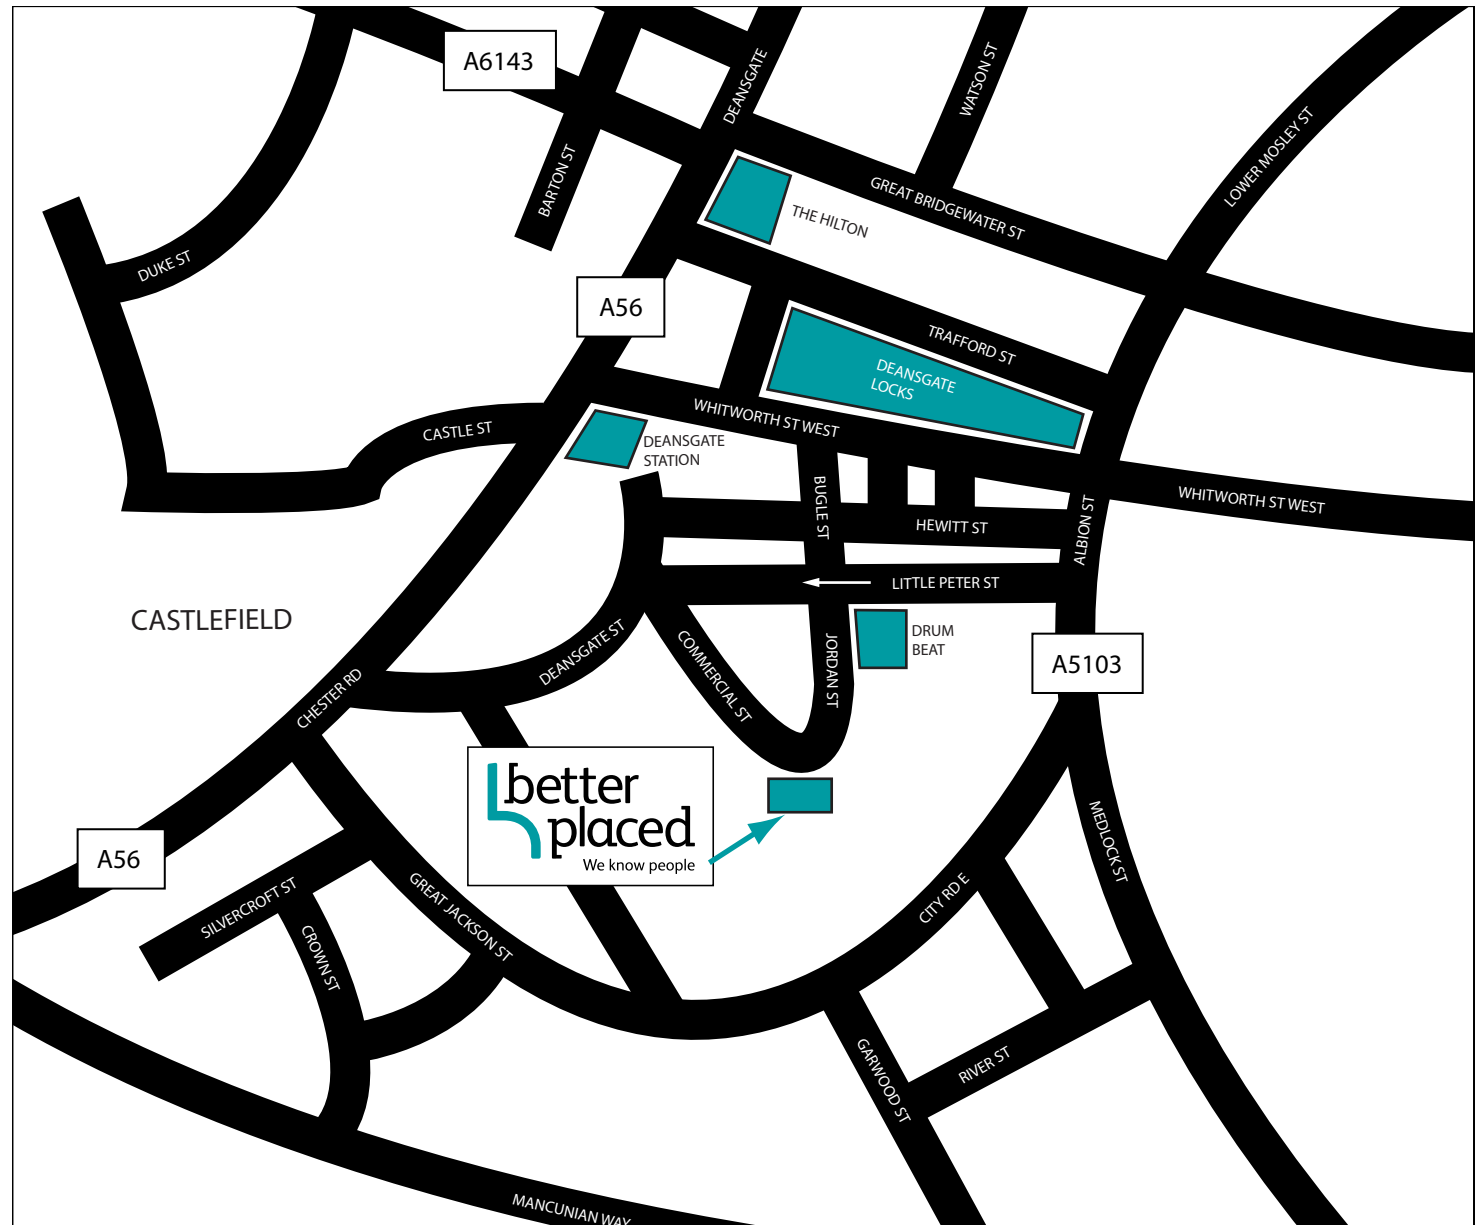 A6143
DEANSGATE
WATSON ST
LOWER MOSLEY ST
BARTON ST
GREAT BRIDGEWATER ST
THE HILTON
DUKE ST
A56
TRAFFORD ST
DEANSGATE
LOCKS
WHITWORTH ST WEST
CASTLE ST
DEANSGATE
STATION
BUGLE ST
WHITWORTH ST WEST
HEWITT ST
ALBION ST
LITTLE PETER ST
CASTLEFIELD
DEANSGATE ST
COMMERCIAL ST
JORDAN ST
DRUM
BEAT
A5103
CHESTER RD
better
placed
We know people
MEDLOCK ST
A56
SILVERCROFT ST
GREAT JACKSON ST
CITY RD E
CROWN ST
GARWOOD ST
RIVER ST
MANCUNIAN WAY